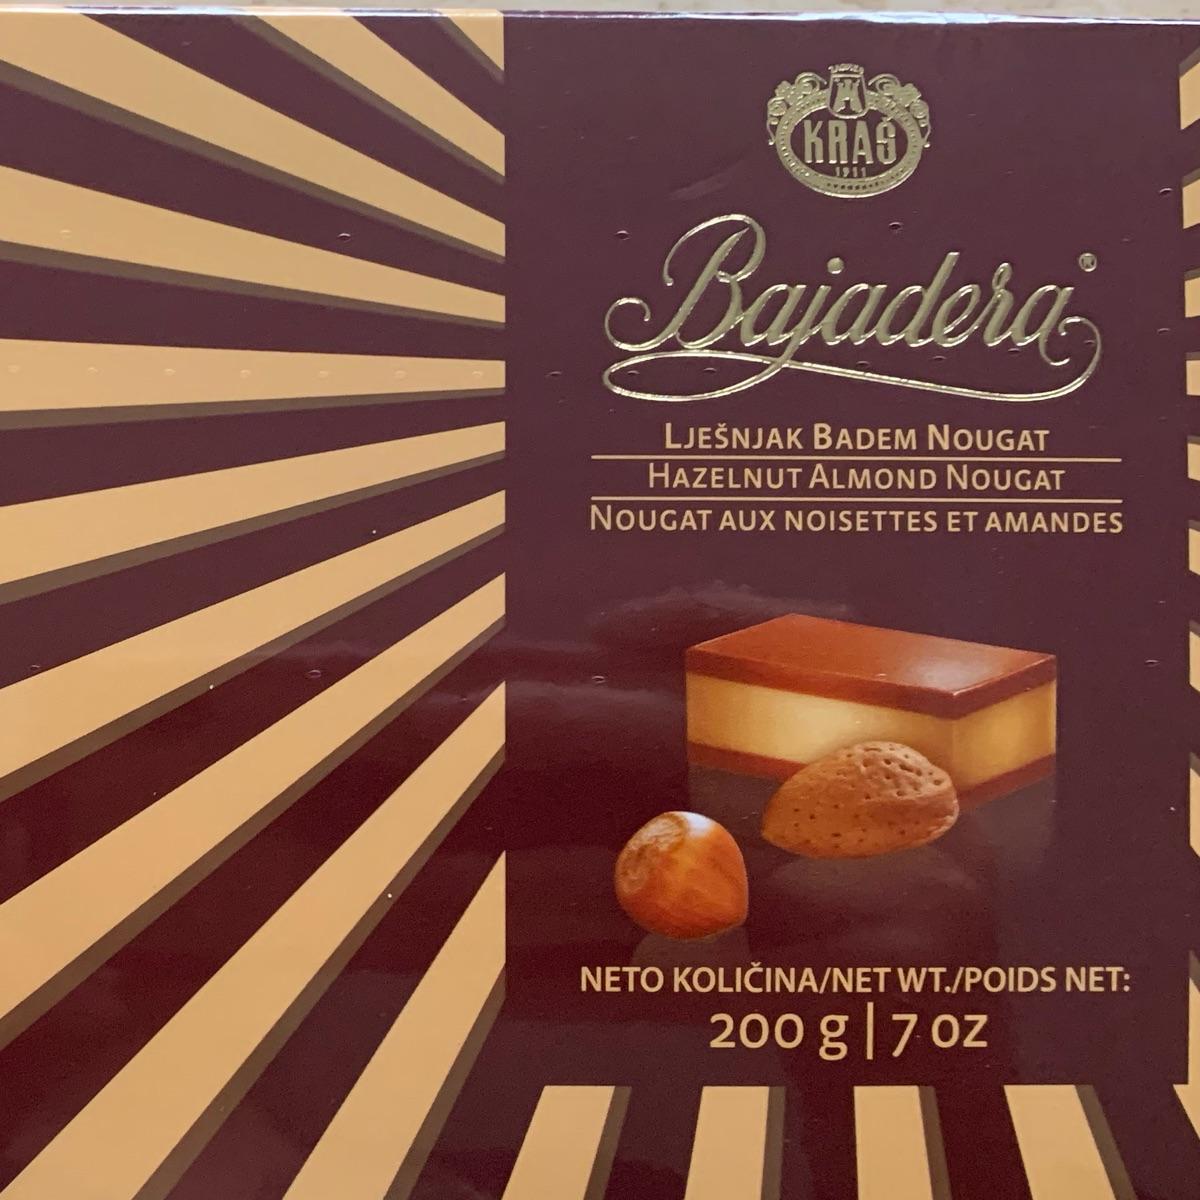 ZAGREB
KRAŠ
1911
Bajadera®
LJEŠNJAK BADEM NOUGAT
HAZELNUT ALMOND NOUGAT
NOUGAT AUX NOISETTES ET AMANDES
NETO KOLIČINA/NET WT./POIDS NET:
200 g | 7 oz